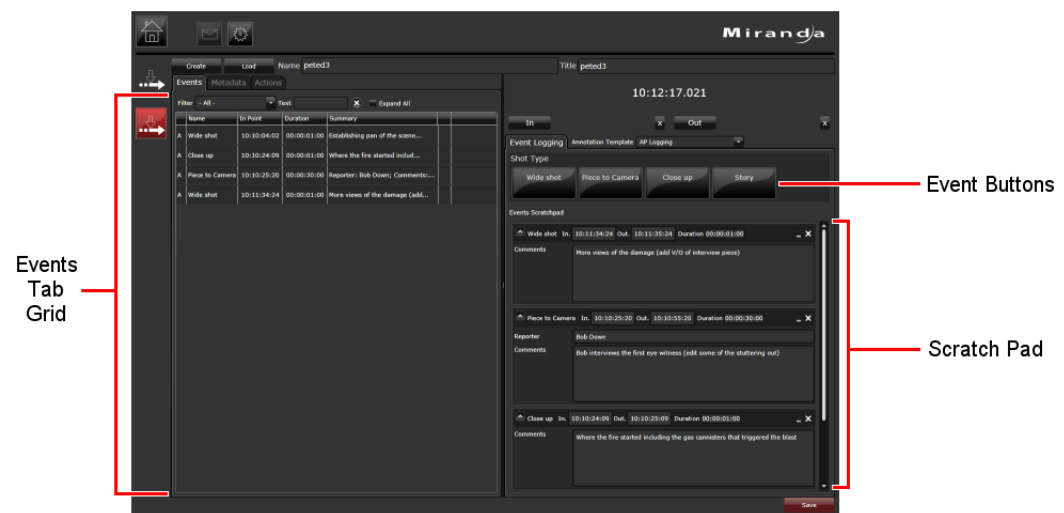 Miranda
Create Load Name peted3 Title peted3
Events Metadata Actions
Filter - All - Text x Expand All
Name In Point Duration Summary
A Wide shot 10:10:04:02 00:00:01:00 Establishing pan of the scene...
A Close up 10:10:24:09 00:00:01:00 Where the fire started includ...
A Piece to Camera 10:10:25:20 00:00:30:00 Reporter: Bob Down; Comments:...
A Wide shot 10:11:34:24 00:00:01:00 More views of the damage (add...
10:12:17.021
In x Out x
Event Logging Annotation Template AP Logging
Shot Type
Wide shot Piece to Camera Close up Story
Events Scratchpad
Wide shot In. 10:11:34:24 Out. 10:11:35:24 Duration 00:00:01:00
Comments More views of the damage (add V/O of interview piece)
Piece to Camera In. 10:10:25:20 Out. 10:10:55:20 Duration 00:00:30:00
Reporter Bob Down
Comments Bob interviews the first eye witness (edit some of the stuttering out)
Close up In. 10:10:24:09 Out. 10:10:25:09 Duration 00:00:01:00
Comments Where the fire started including the gas cannisters that triggered the blast
Save
Events
Tab
Grid
Event Buttons
Scratch Pad